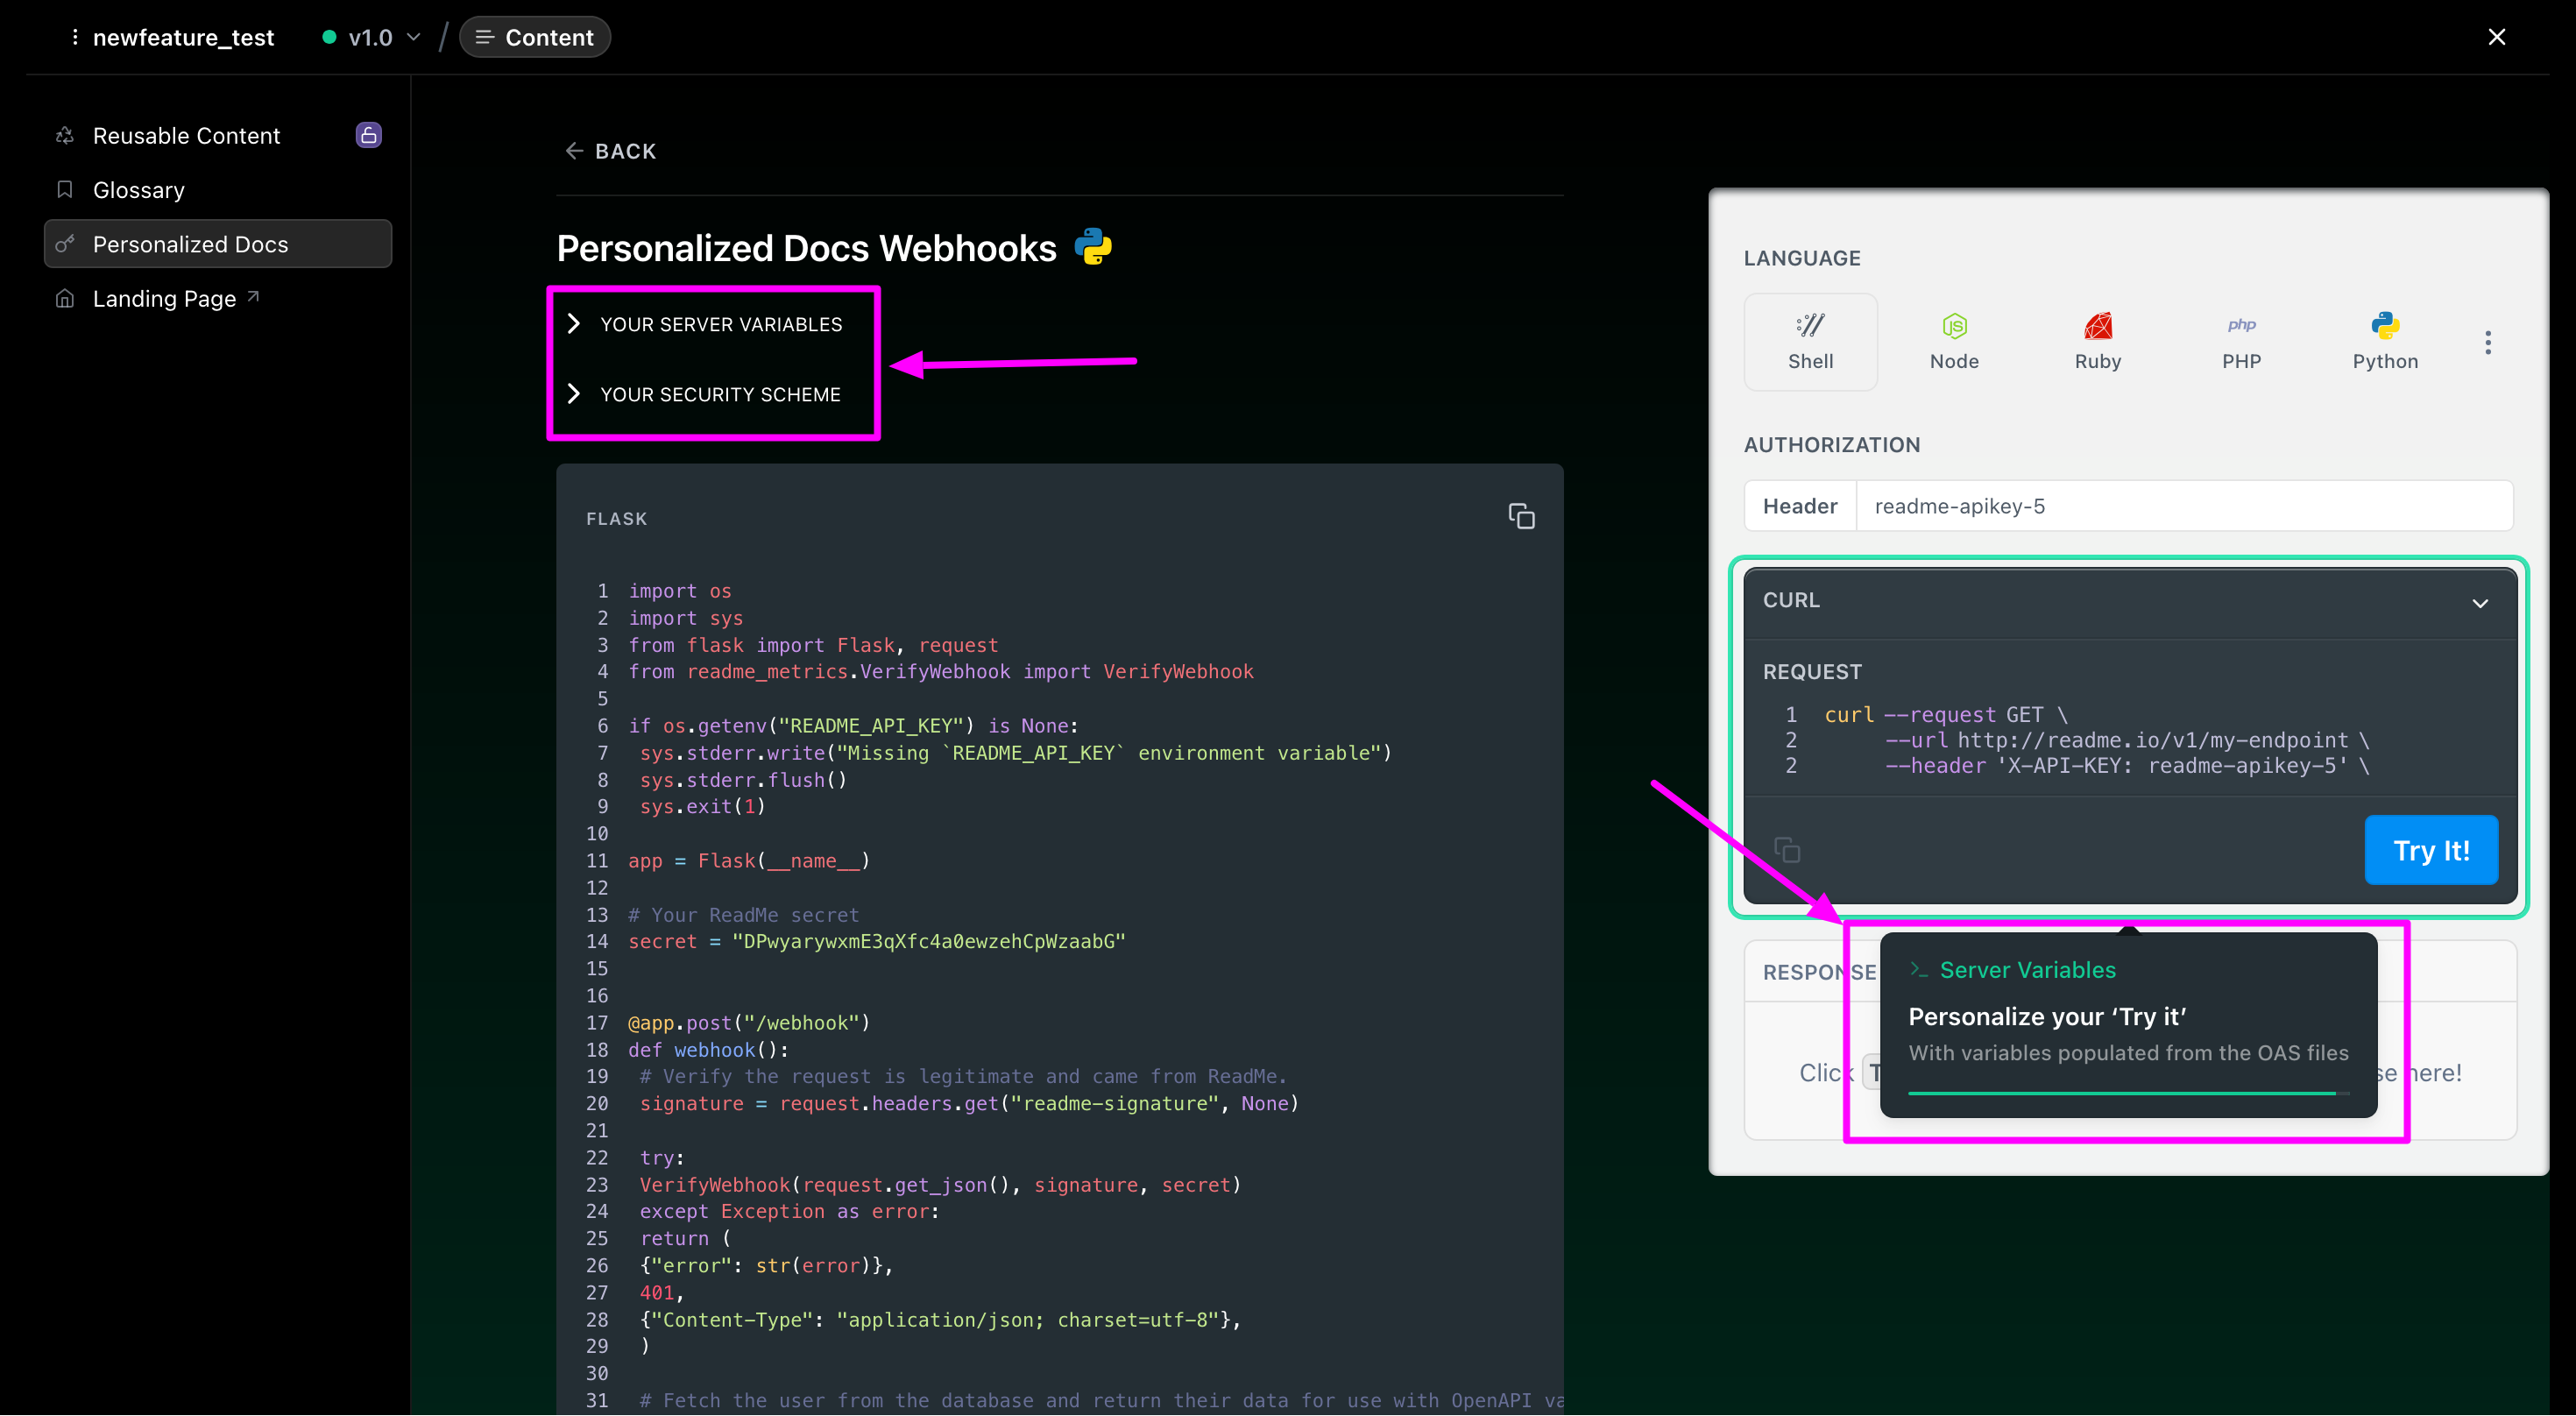 newfeature_test
v1.0
/
Content
Reusable Content
Glossary
Personalized Docs
Landing Page
BACK
Personalized Docs Webhooks
YOUR SERVER VARIABLES
YOUR SECURITY SCHEME
FLASK
1 import os
2 import sys
3 from flask import Flask, request
4 from readme_metrics.VerifyWebhook import VerifyWebhook
5
6 if os.getenv("README_API_KEY") is None:
7 sys.stderr.write("Missing `README_API_KEY` environment variable")
8 sys.stderr.flush()
9 sys.exit(1)
10
11 app = Flask(__name__)
12
13 # Your ReadMe secret
14 secret = "DPwyarywxmE3qXfc4a0ewzehCpWzaabG"
15
16
17 @app.post("/webhook")
18 def webhook():
19 # Verify the request is legitimate and came from ReadMe.
20 signature = request.headers.get("readme-signature", None)
21
22 try:
23 VerifyWebhook(request.get_json(), signature, secret)
24 except Exception as error:
25 return (
26 {"error": str(error)},
27 401,
28 {"Content-Type": "application/json; charset=utf-8"},
29 )
30
31 # Fetch the user from the database and return their data for use with OpenAPI
LANGUAGE
Shell
Node
Ruby
php
PHP
Python
AUTHORIZATION
Header
readme-apikey-5
CURL
REQUEST
1 curl --request GET \
2 --url http://readme.io/v1/my-endpoint \
2 --header 'X-API-KEY: readme-apikey-5' \
Try It!
RESPONSE
Server Variables
Personalize your ‘Try it’
With variables populated from the OAS files
Click
here!